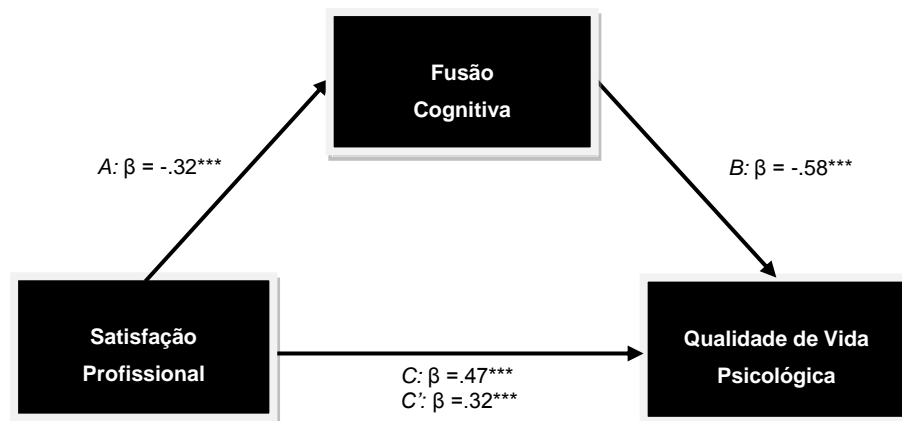 Fusão
Cognitiva
A: β = -.32***
B: β = -.58***
Satisfação
Profissional
C: β =.47***
C’: β =.32***
Qualidade de Vida
Psicológica